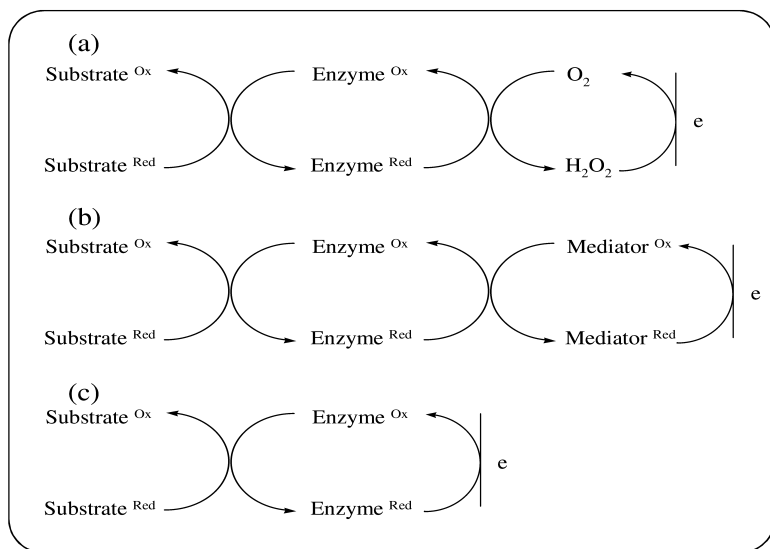 (a)
Substrate Ox Enzyme Ox O2
e
Substrate Red Enzyme Red H2O2
(b)
Substrate Ox Enzyme Ox Mediator Ox
e
Substrate Red Enzyme Red Mediator Red
(c)
Substrate Ox Enzyme Ox
e
Substrate Red Enzyme Red